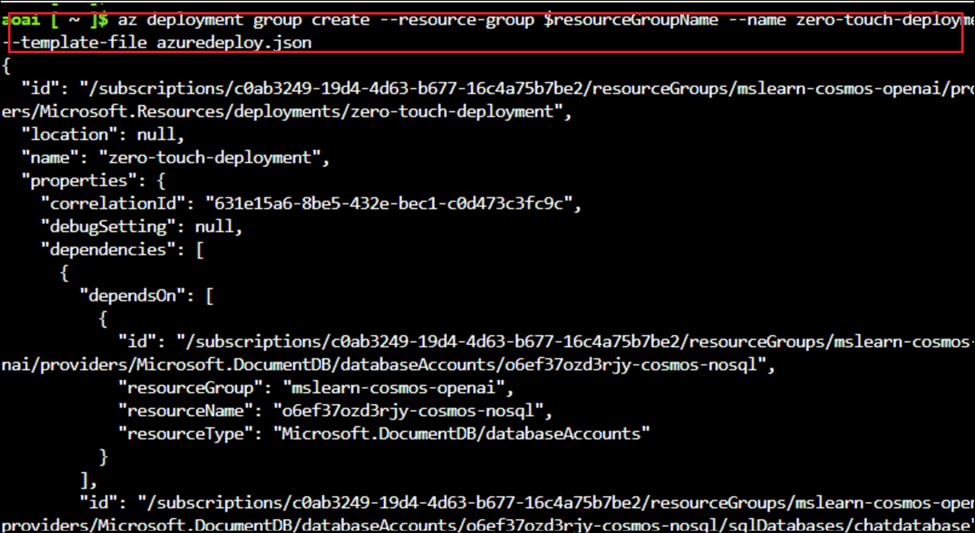 aoai [ ~ ]$ az deployment group create --resource-group $resourceGroupName --name zero-touch-deployme
--template-file azuredeploy.json
{
  "id": "/subscriptions/c0ab3249-19d4-4d63-b677-16c4a75b7be2/resourceGroups/mslearn-cosmos-openai/pro
ers/Microsoft.Resources/deployments/zero-touch-deployment",
  "location": null,
  "name": "zero-touch-deployment",
  "properties": {
    "correlationId": "631e15a6-8be5-432e-bec1-c0d473c3fc9c",
    "debugSetting": null,
    "dependencies": [
      {
        "dependsOn": [
          {
            "id": "/subscriptions/c0ab3249-19d4-4d63-b677-16c4a75b7be2/resourceGroups/mslearn-cosmos-
nai/providers/Microsoft.DocumentDB/databaseAccounts/o6ef37ozd3rjy-cosmos-nosql",
            "resourceGroup": "mslearn-cosmos-openai",
            "resourceName": "o6ef37ozd3rjy-cosmos-nosql",
            "resourceType": "Microsoft.DocumentDB/databaseAccounts"
          }
        ],
        "id": "/subscriptions/c0ab3249-19d4-4d63-b677-16c4a75b7be2/resourceGroups/mslearn-cosmos-ope
providers/Microsoft.DocumentDB/databaseAccounts/o6ef37ozd3rjy-cosmos-nosql/sqlDatabases/chatdatabase"